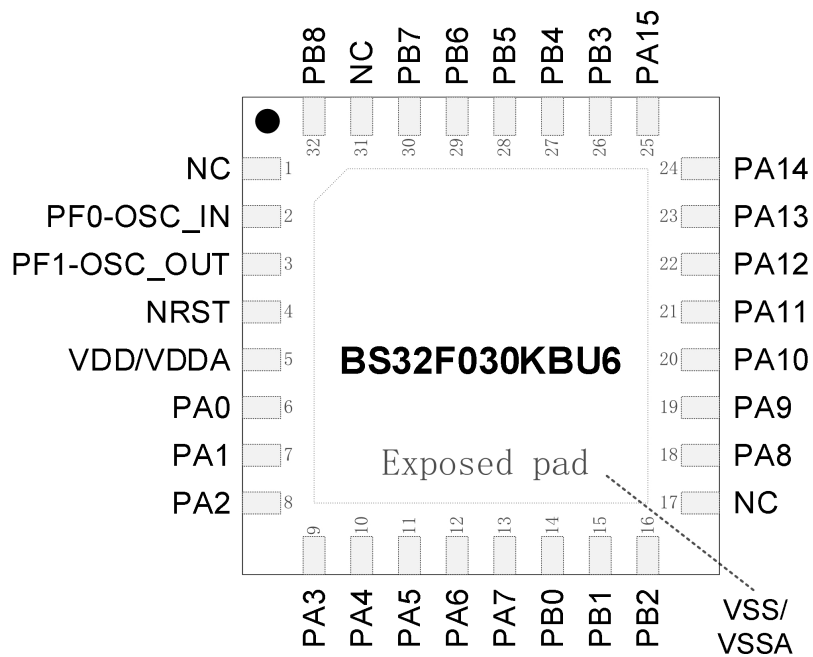 PB8
NC
PB7
PB6
PB5
PB4
PB3
PA15
32
31
30
29
28
27
26
25
NC 1
PF0-OSC_IN 2
PF1-OSC_OUT 3
NRST 4
VDD/VDDA 5
PA0 6
PA1 7
PA2 8
24 PA14
23 PA13
22 PA12
21 PA11
20 PA10
19 PA9
18 PA8
17 NC
BS32F030KBU6
Exposed pad
9
10
11
12
13
14
15
16
PA3
PA4
PA5
PA6
PA7
PB0
PB1
PB2
VSS/
VSSA